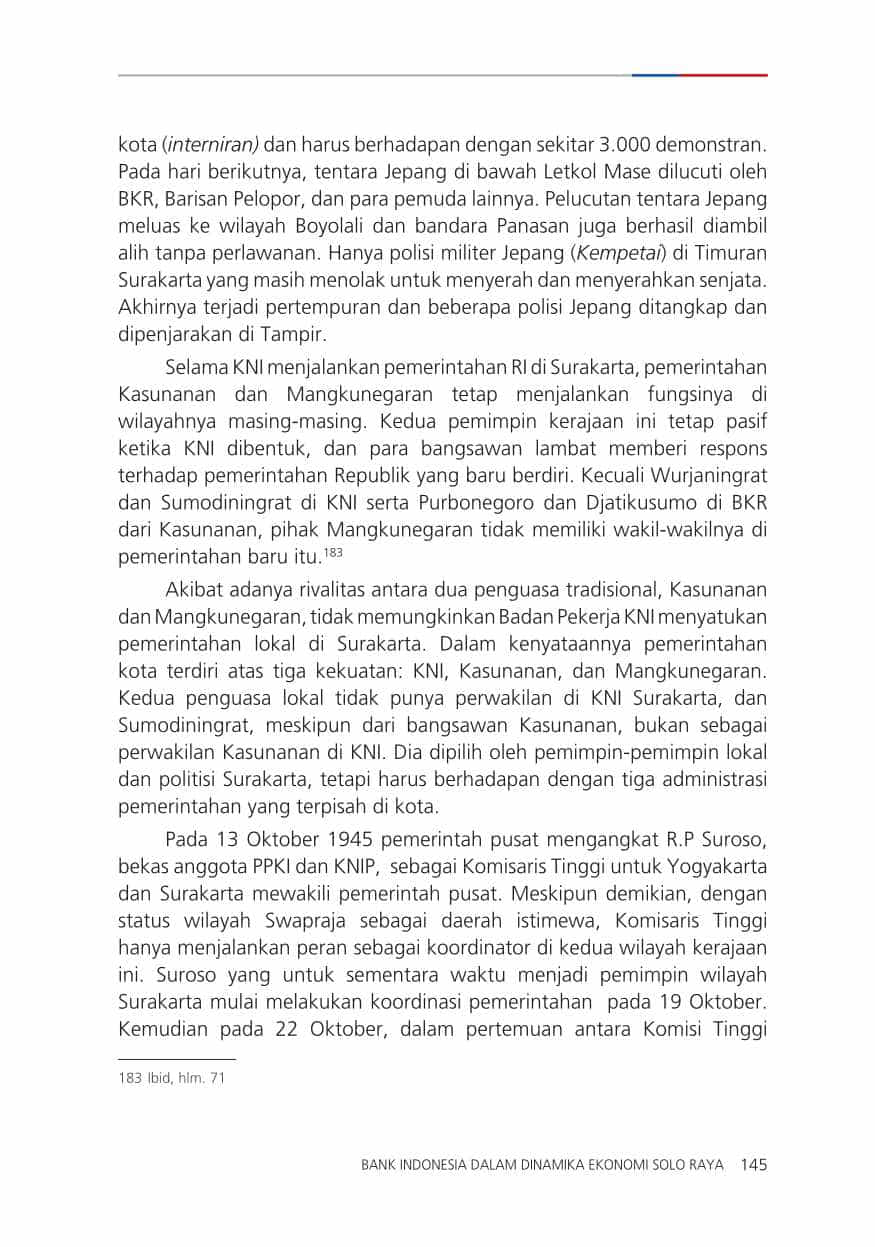 kota (interniran) dan harus berhadapan dengan sekitar 3.000 demonstran.
Pada hari berikutnya, tentara Jepang di bawah Letkol Mase dilucuti oleh
BKR, Barisan Pelopor, dan para pemuda lainnya. Pelucutan tentara Jepang
meluas ke wilayah Boyolali dan bandara Panasan juga berhasil diambil
alih tanpa perlawanan. Hanya polisi militer Jepang (Kempetai) di Timuran
Surakarta yang masih menolak untuk menyerah dan menyerahkan senjata.
Akhirnya terjadi pertempuran dan beberapa polisi Jepang ditangkap dan
dipenjarakan di Tampir.
Selama KNI menjalankan pemerintahan RI di Surakarta, pemerintahan
Kasunanan dan Mangkunegaran tetap menjalankan fungsinya di
wilayahnya masing-masing. Kedua pemimpin kerajaan ini tetap pasif
ketika KNI dibentuk, dan para bangsawan lambat memberi respons
terhadap pemerintahan Republik yang baru berdiri. Kecuali Wurjaningrat
dan Sumodiningrat di KNI serta Purbonegoro dan Djatikusumo di BKR
dari Kasunanan, pihak Mangkunegaran tidak memiliki wakil-wakilnya di
pemerintahan baru itu.183
Akibat adanya rivalitas antara dua penguasa tradisional, Kasunanan
dan Mangkunegaran, tidak memungkinkan Badan Pekerja KNI menyatukan
pemerintahan lokal di Surakarta. Dalam kenyataannya pemerintahan
kota terdiri atas tiga kekuatan: KNI, Kasunanan, dan Mangkunegaran.
Kedua penguasa lokal tidak punya perwakilan di KNI Surakarta, dan
Sumodiningrat, meskipun dari bangsawan Kasunanan, bukan sebagai
perwakilan Kasunanan di KNI. Dia dipilih oleh pemimpin-pemimpin lokal
dan politisi Surakarta, tetapi harus berhadapan dengan tiga administrasi
pemerintahan yang terpisah di kota.
Pada 13 Oktober 1945 pemerintah pusat mengangkat R.P Suroso,
bekas anggota PPKI dan KNIP, sebagai Komisaris Tinggi untuk Yogyakarta
dan Surakarta mewakili pemerintah pusat. Meskipun demikian, dengan
status wilayah Swapraja sebagai daerah istimewa, Komisaris Tinggi
hanya menjalankan peran sebagai koordinator di kedua wilayah kerajaan
ini. Suroso yang untuk sementara waktu menjadi pemimpin wilayah
Surakarta mulai melakukan koordinasi pemerintahan pada 19 Oktober.
Kemudian pada 22 Oktober, dalam pertemuan antara Komisi Tinggi
183 Ibid, hlm. 71
BANK INDONESIA DALAM DINAMIKA EKONOMI SOLO RAYA 145